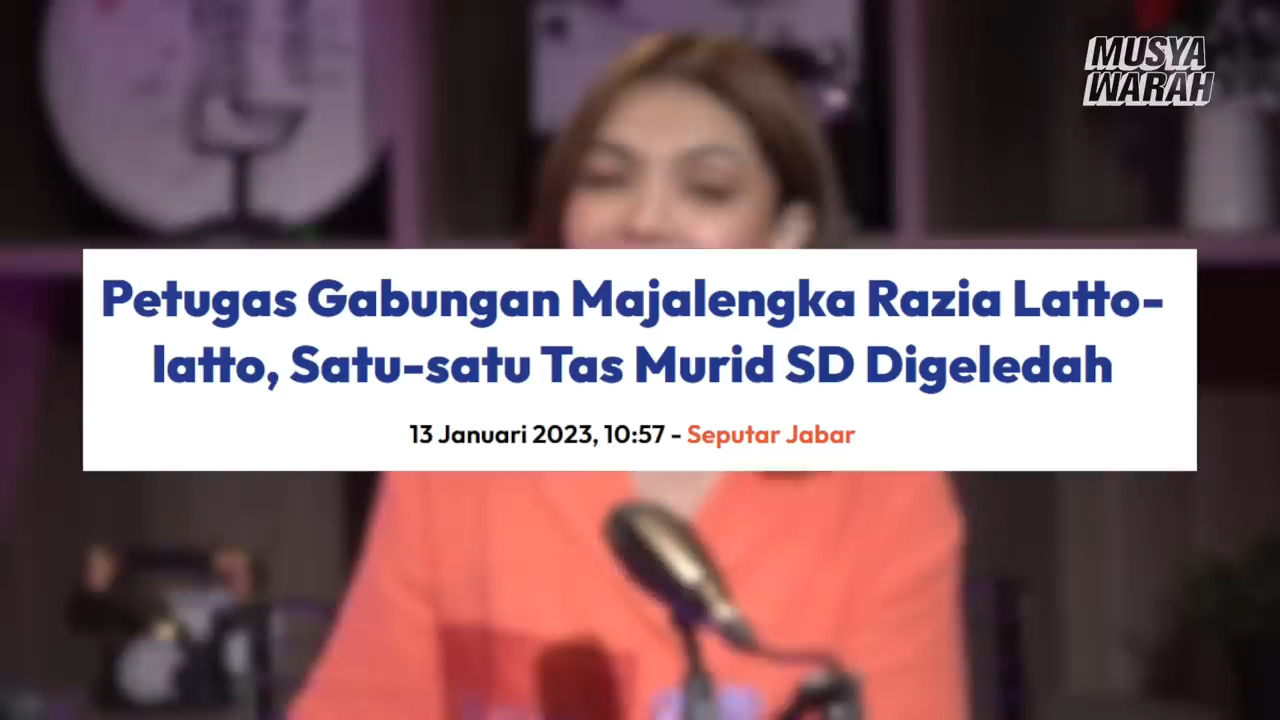 MUSYA
WARAH
Petugas Gabungan Majalengka Razia Latto-
latto, Satu-satu Tas Murid SD Digeledah
13 Januari 2023, 10:57 - Seputar Jabar